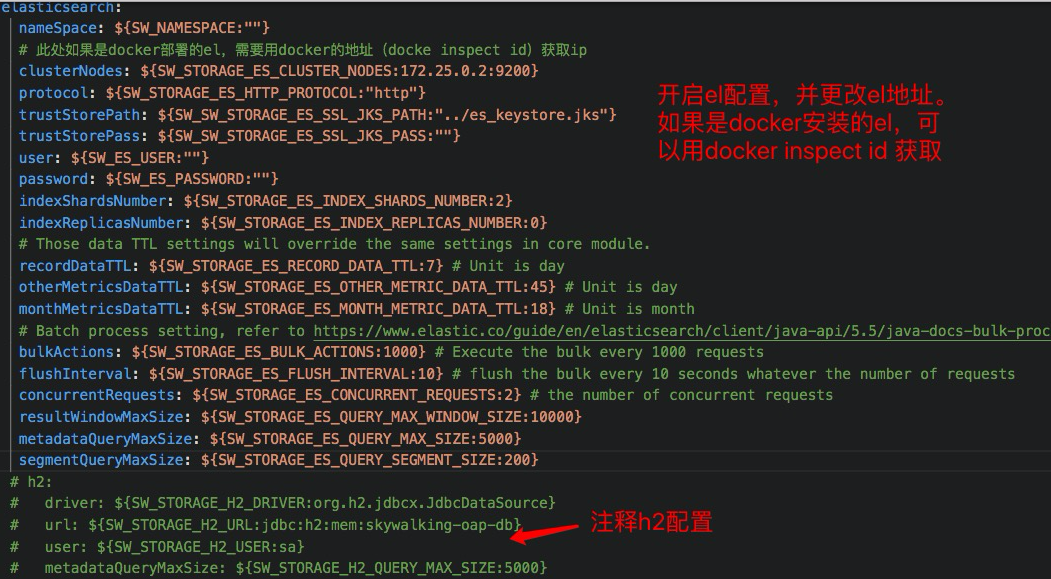 elasticsearch:
nameSpace: ${SW_NAMESPACE:""}
# 此处如果是docker部署的el，需要用docker的地址（docke inspect id）获取ip
clusterNodes: ${SW_STORAGE_ES_CLUSTER_NODES:172.25.0.2:9200}
protocol: ${SW_STORAGE_ES_HTTP_PROTOCOL:"http"}
trustStorePath: ${SW_SW_STORAGE_ES_SSL_JKS_PATH:"../es_keystore.jks"}
trustStorePass: ${SW_SW_STORAGE_ES_SSL_JKS_PASS:""}
user: ${SW_ES_USER:""}
password: ${SW_ES_PASSWORD:""}
indexShardsNumber: ${SW_STORAGE_ES_INDEX_SHARDS_NUMBER:2}
indexReplicasNumber: ${SW_STORAGE_ES_INDEX_REPLICAS_NUMBER:0}
# Those data TTL settings will override the same settings in core module.
recordDataTTL: ${SW_STORAGE_ES_RECORD_DATA_TTL:7} # Unit is day
otherMetricsDataTTL: ${SW_STORAGE_ES_OTHER_METRIC_DATA_TTL:45} # Unit is day
monthMetricsDataTTL: ${SW_STORAGE_ES_MONTH_METRIC_DATA_TTL:18} # Unit is month
# Batch process setting, refer to https://www.elastic.co/guide/en/elasticsearch/client/java-api/5.5/java-docs-bulk-proc
bulkActions: ${SW_STORAGE_ES_BULK_ACTIONS:1000} # Execute the bulk every 1000 requests
flushInterval: ${SW_STORAGE_ES_FLUSH_INTERVAL:10} # flush the bulk every 10 seconds whatever the number of requests
concurrentRequests: ${SW_STORAGE_ES_CONCURRENT_REQUESTS:2} # the number of concurrent requests
resultWindowMaxSize: ${SW_STORAGE_ES_QUERY_MAX_WINDOW_SIZE:10000}
metadataQueryMaxSize: ${SW_STORAGE_ES_QUERY_MAX_SIZE:5000}
segmentQueryMaxSize: ${SW_STORAGE_ES_QUERY_SEGMENT_SIZE:200}
# h2:
# driver: ${SW_STORAGE_H2_DRIVER:org.h2.jdbcx.JdbcDataSource}
# url: ${SW_STORAGE_H2_URL:jdbc:h2:mem:skywalking-oap-db}
# user: ${SW_STORAGE_H2_USER:sa}
# metadataQueryMaxSize: ${SW_STORAGE_H2_QUERY_MAX_SIZE:5000}
开启el配置，并更改el地址。
如果是docker安装的el，可
以用docker inspect id 获取
注释h2配置